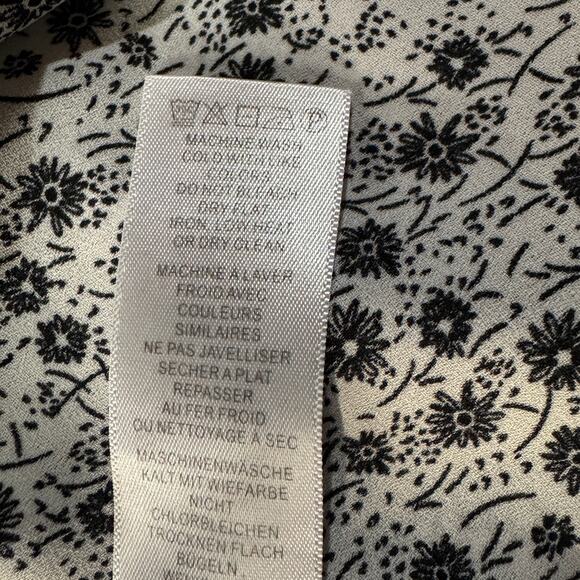 MACHINE WASH
COLD WITH LIKE
COLORS
DO NOT BLEACH
DRY FLAT
IRON, LOW HEAT
OR DRY CLEAN
MACHINE A LAVER
FROID AVEC
COULEURS
SIMILAIRES
NE PAS JAVELLISER
SECHER A PLAT
REPASSER
AU FER FROID
OU NETTOYAGE A SEC
MASCHINENWÄSCHE
KALT MIT WIEFARBE
NICHT
CHLORBLEICHEN
TROCKNEN FLACH
BÜGELN